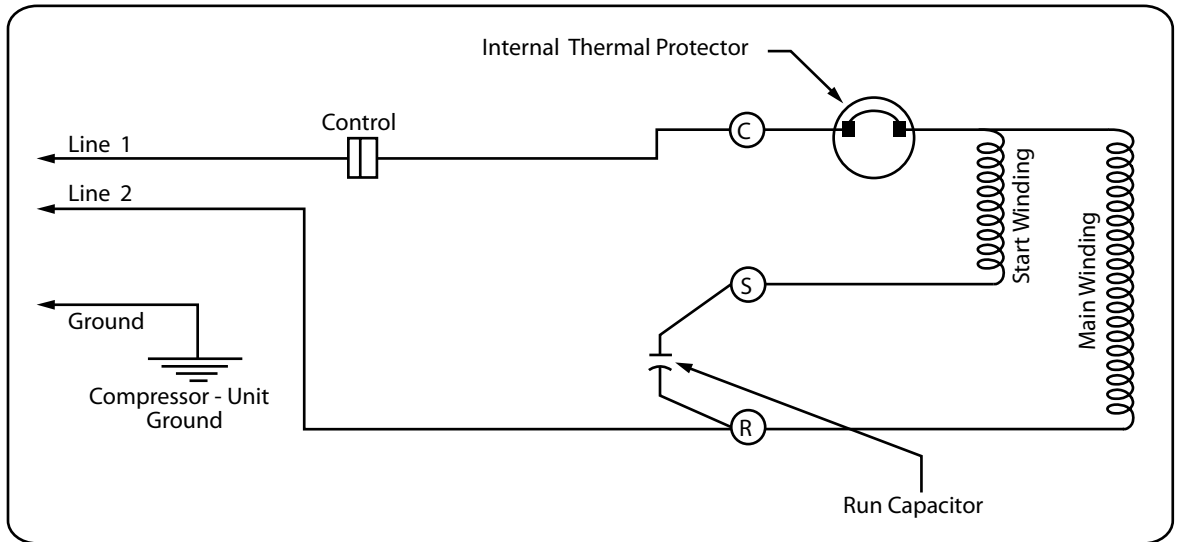 Internal Thermal Protector
Control
Line 1
C
Line 2
Start Winding
Main Winding
S
Ground
Compressor - Unit
Ground
R
Run Capacitor